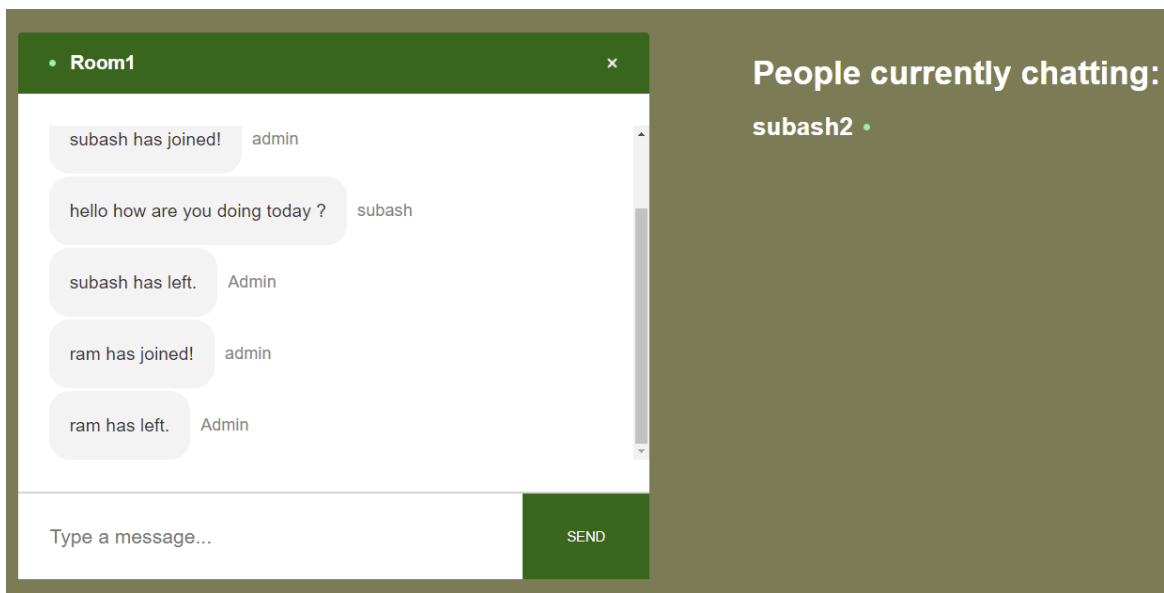 Room1 ×
subash has joined! admin
hello how are you doing today ? subash
subash has left. Admin
ram has joined! admin
ram has left. Admin
Type a message... SEND
People currently chatting:
subash2